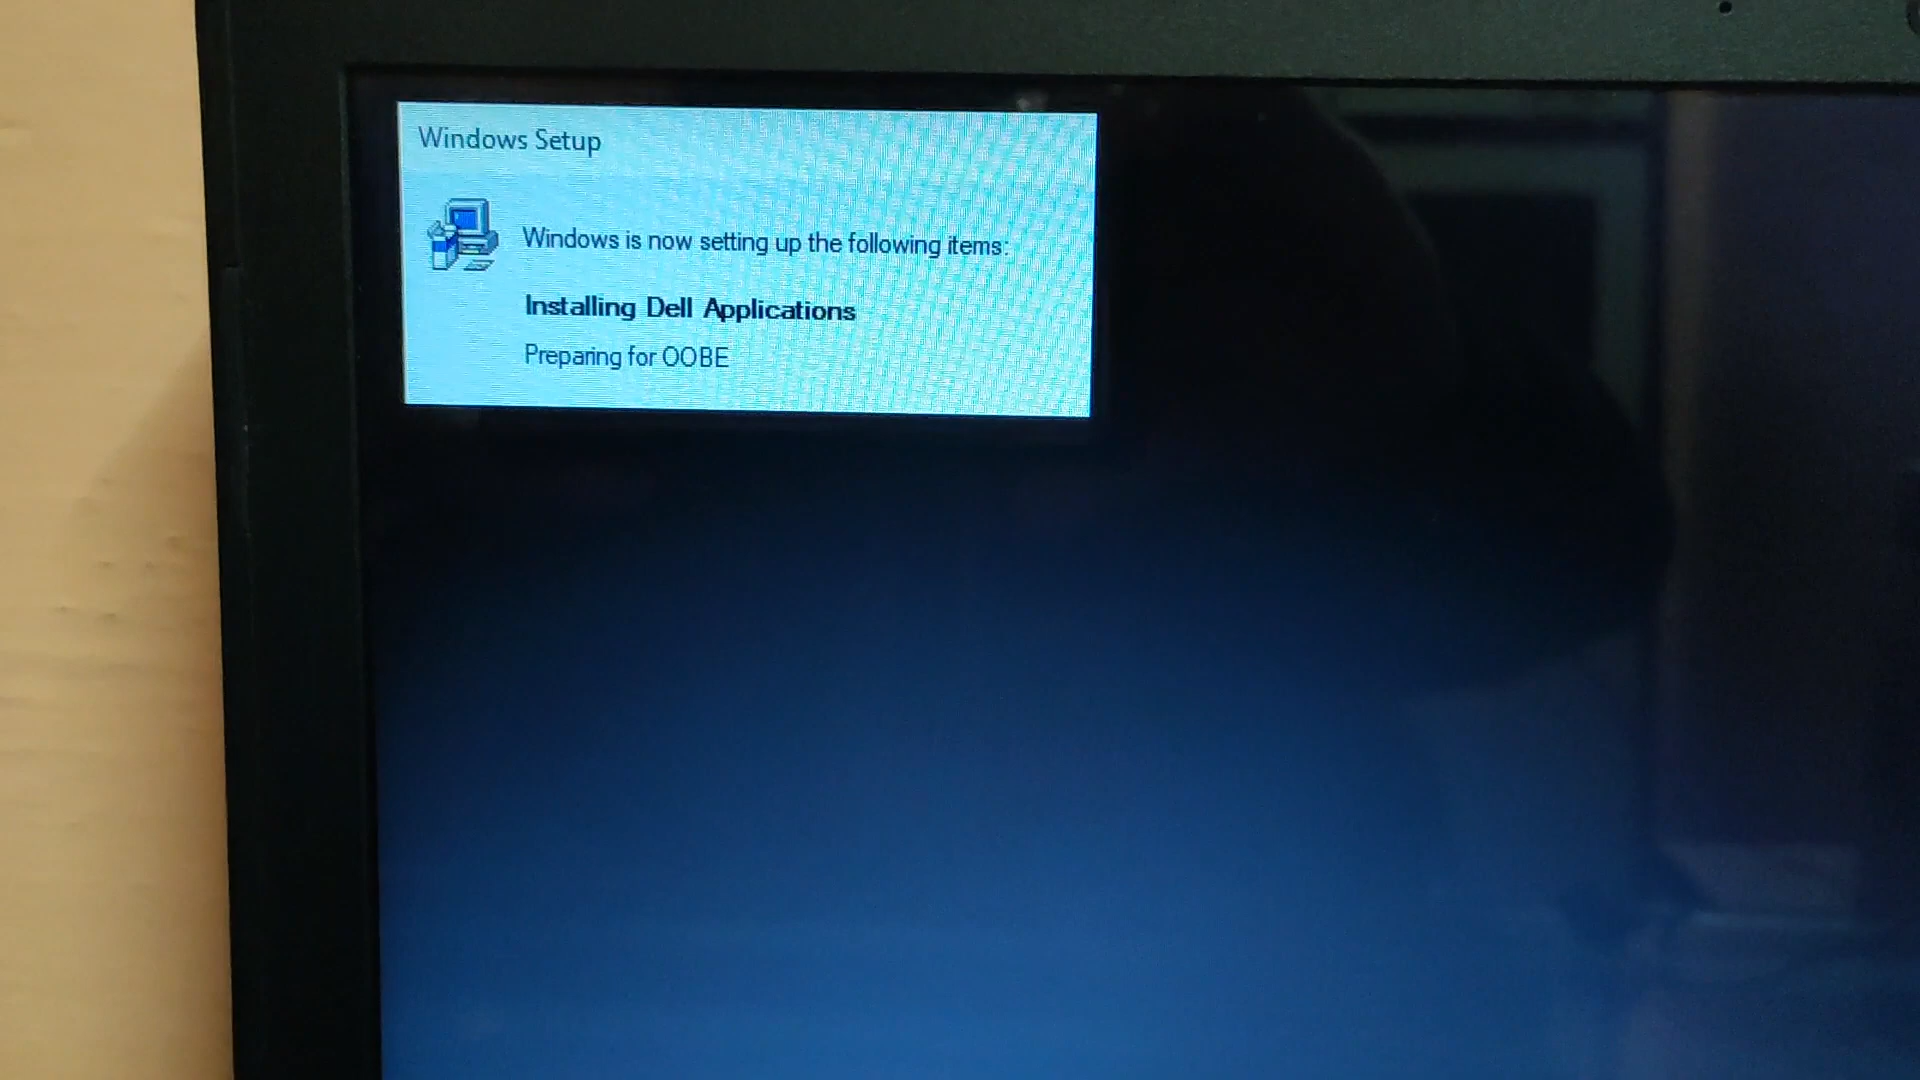 Windows Setup
Windows is now setting up the following items:
Installing Dell Applications
Preparing for OOBE